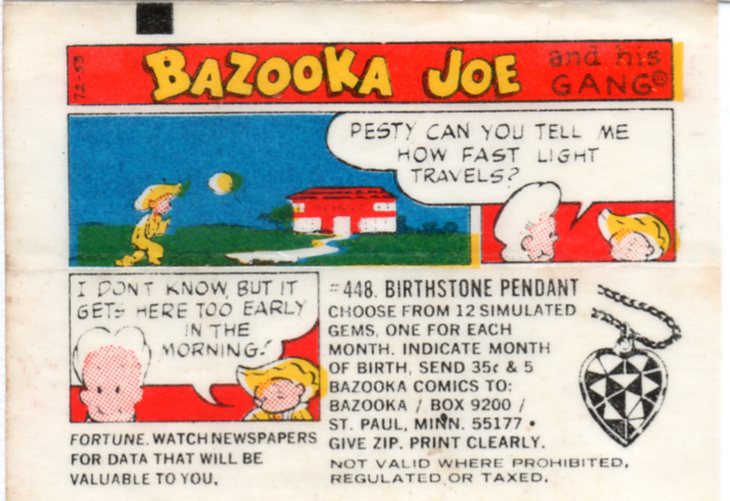 72-53
BAZOOKA JOE
and his
GANG®
PESTY CAN YOU TELL ME
HOW FAST LIGHT
TRAVELS?
I DON'T KNOW, BUT IT
GETS HERE TOO EARLY
IN THE
MORNING!
FORTUNE. WATCH NEWSPAPERS
FOR DATA THAT WILL BE
VALUABLE TO YOU.
#448. BIRTHSTONE PENDANT
CHOOSE FROM 12 SIMULATED
GEMS, ONE FOR EACH
MONTH. INDICATE MONTH
OF BIRTH, SEND 35¢ & 5
BAZOOKA COMICS TO:
BAZOOKA / BOX 9200 /
ST. PAUL, MINN. 55177 •
GIVE ZIP. PRINT CLEARLY.
NOT VALID WHERE PROHIBITED,
REGULATED OR TAXED.